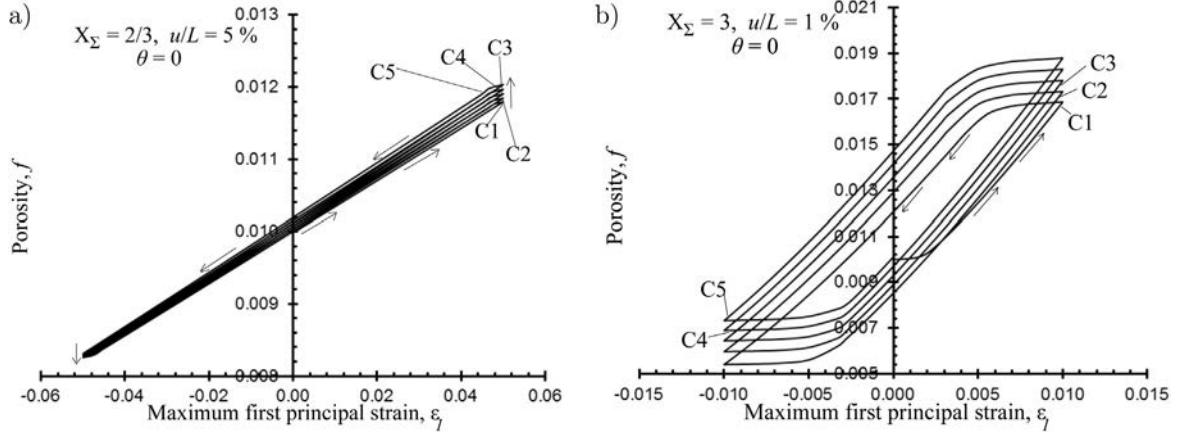 a)
X_Σ = 2/3, u/L = 5 %
θ = 0
0.013
0.012
0.011
0.010
0.009
0.008
C5
C4
C3
C1
C2
Porosity, f
-0.06
-0.04
-0.02
0.00
0.02
0.04
0.06
Maximum first principal strain, ε_I
b)
X_Σ = 3, u/L = 1 %
θ = 0
0.021
0.019
0.017
0.015
0.013
0.011
0.009
0.007
0.005
C3
C2
C1
C5
C4
Porosity, f
-0.015
-0.010
-0.005
0.000
0.005
0.010
0.015
Maximum first principal strain, ε_I